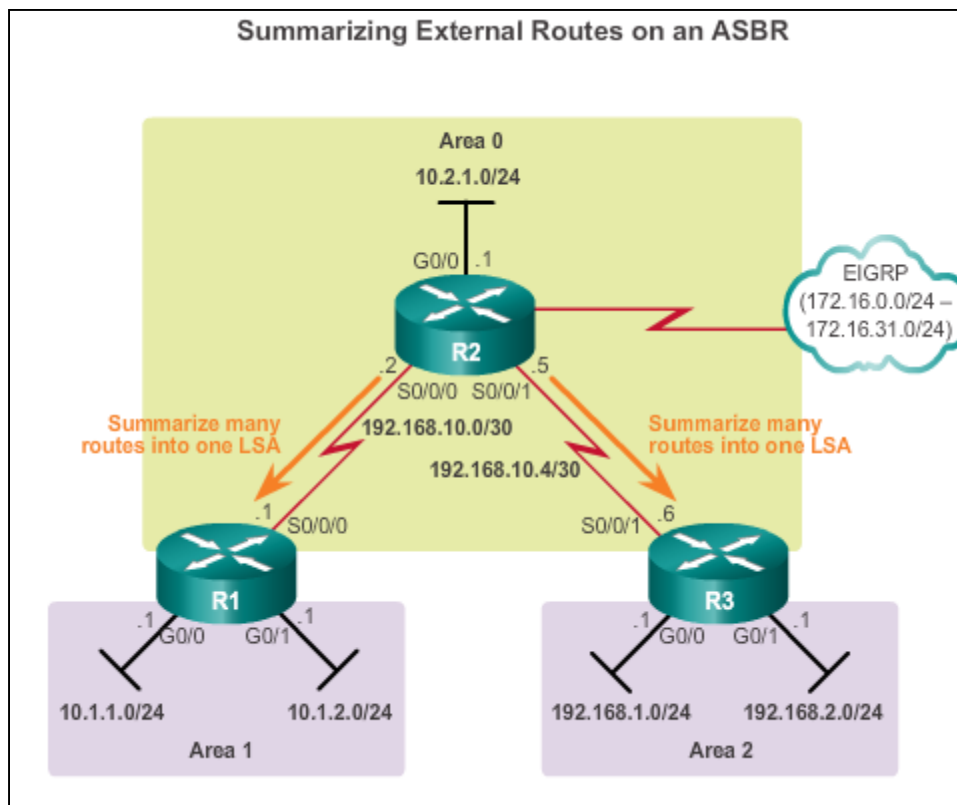 Summarizing External Routes on an ASBR
Area 0
10.2.1.0/24
G0/0
.1
EIGRP
(172.16.0.0/24 –
172.16.31.0/24)
R2
.2
.5
S0/0/0
S0/0/1
Summarize many
routes into one LSA
192.168.10.0/30
Summarize many
routes into one LSA
192.168.10.4/30
.1
S0/0/0
S0/0/1
.6
R1
R3
.1
G0/0
G0/1
.1
.1
G0/0
G0/1
.1
10.1.1.0/24
10.1.2.0/24
192.168.1.0/24
192.168.2.0/24
Area 1
Area 2